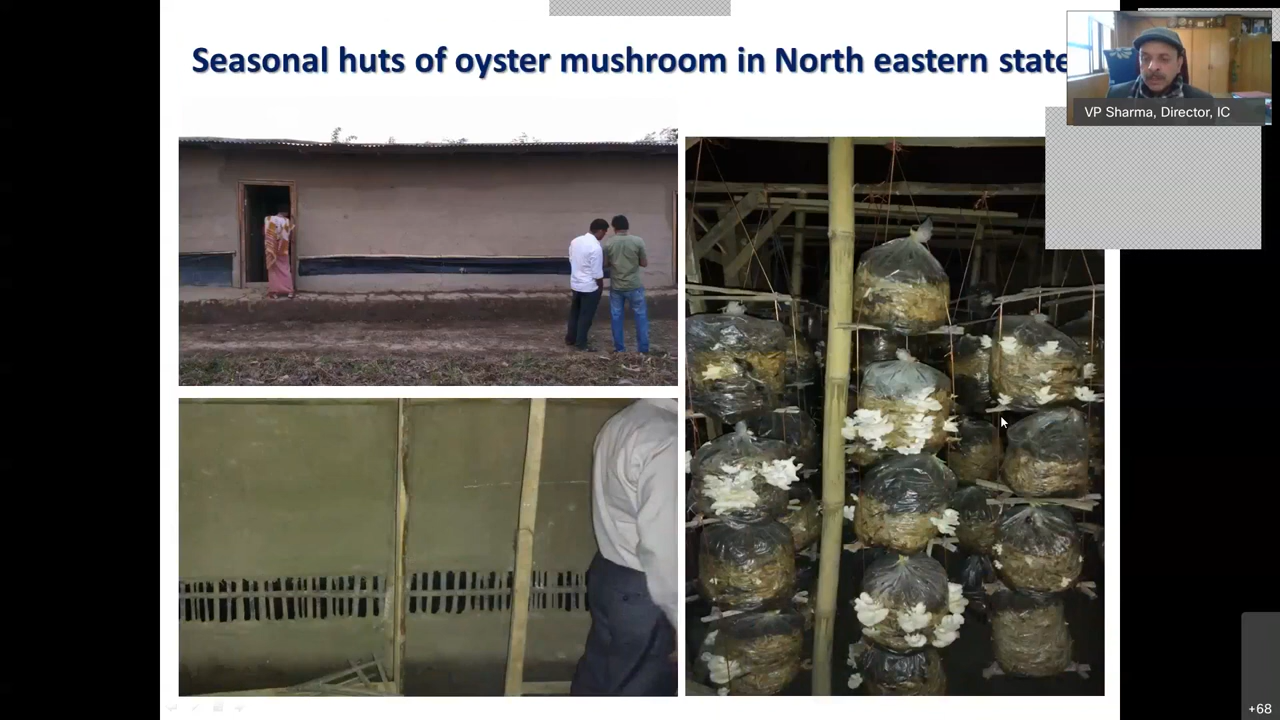 Seasonal huts of oyster mushroom in North eastern state
VP Sharma, Director, IC
+68